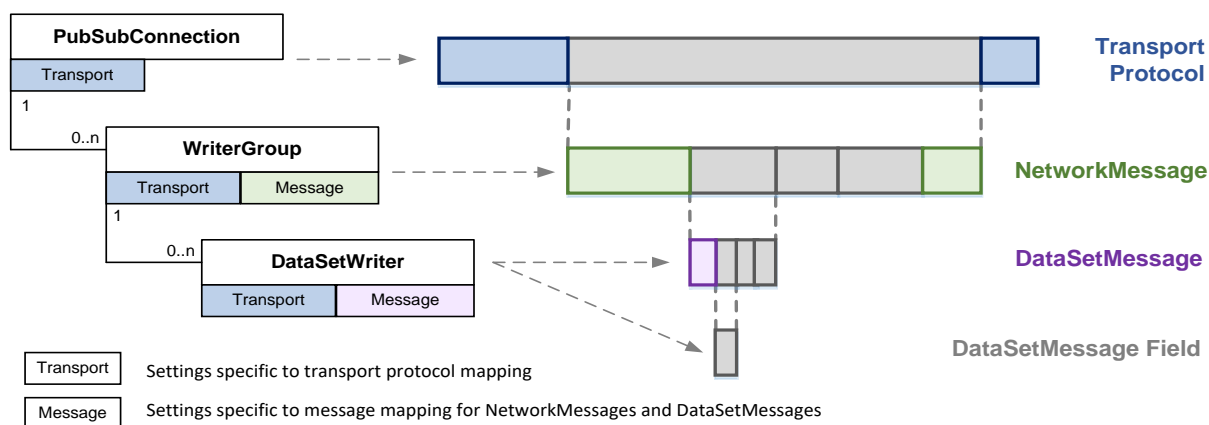 PubSubConnection
Transport
Transport
Protocol
1
0..n
WriterGroup
Transport Message
NetworkMessage
1
0..n
DataSetWriter
Transport Message
DataSetMessage
DataSetMessage Field
Transport Settings specific to transport protocol mapping
Message Settings specific to message mapping for NetworkMessages and DataSetMessages